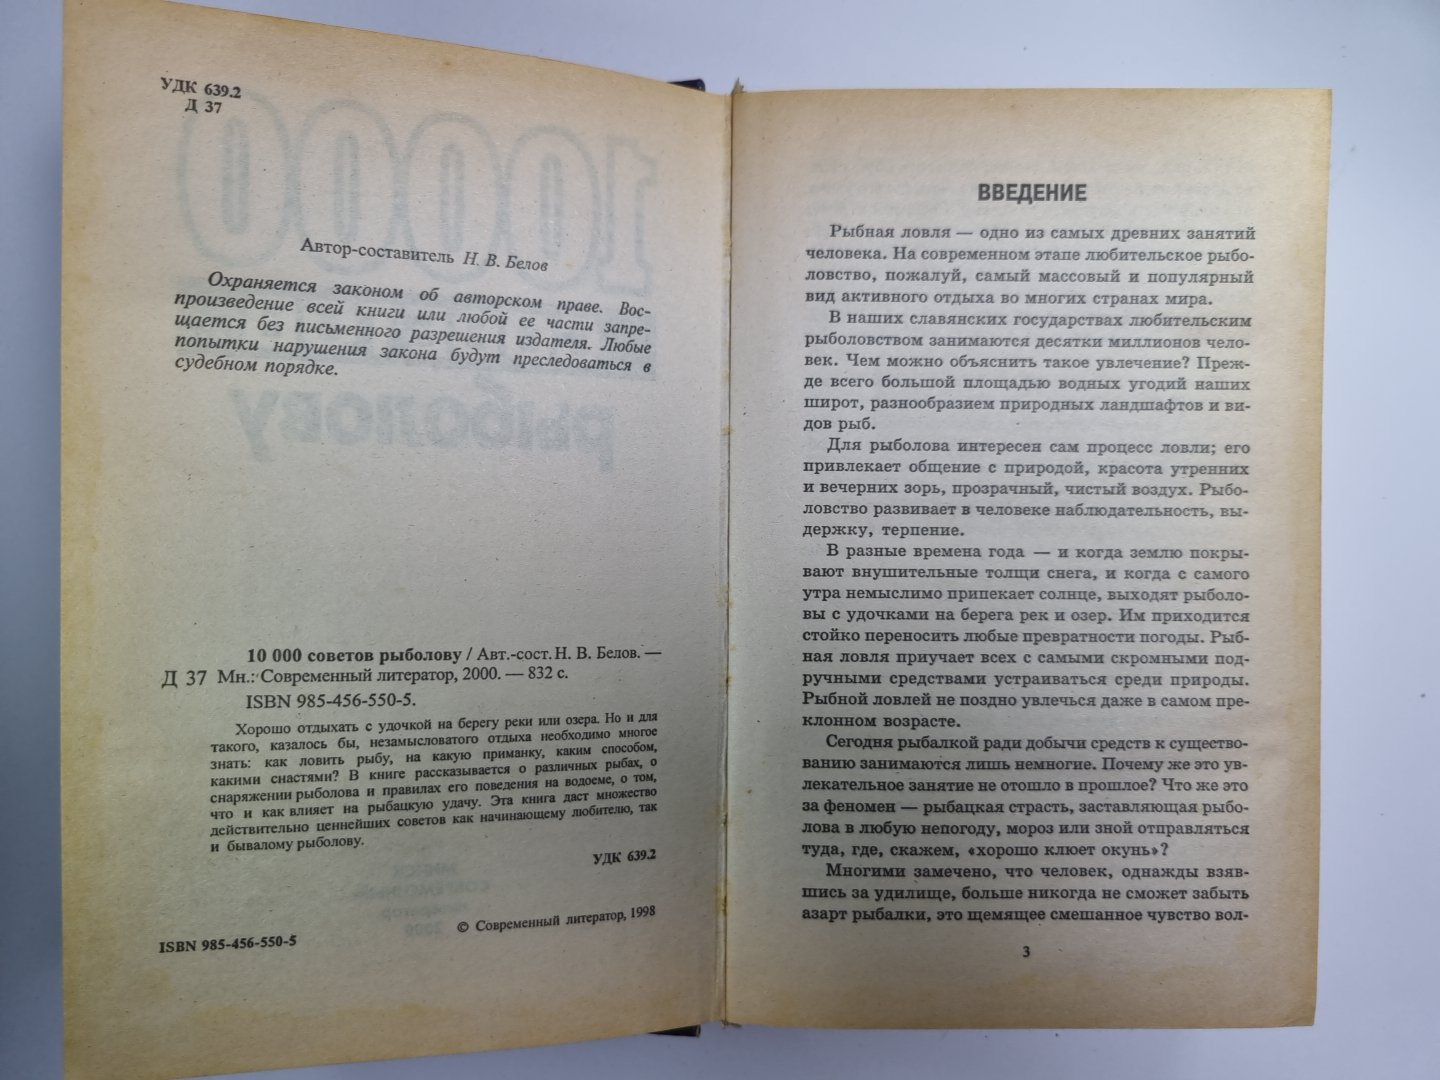 УДК 639.2
Д 37
Автор-составитель Н. В. Белов
Охраняется законом об авторском праве. Вос-
произведение всей книги или любой ее части запре-
щается без письменного разрешения издателя. Любые
попытки нарушения закона будут преследоваться в
судебном порядке.
10 000 советов рыболову / Авт.-сост. Н. В. Белов. —
Д 37 Мн.: Современный литератор, 2000. — 832 с.
ISBN 985-456-550-5.
Хорошо отдыхать с удочкой на берегу реки или озера. Но и для
такого, казалось бы, незамысловатого отдыха необходимо многое
знать: как ловить рыбу, на какую приманку, каким способом,
какими снастями? В книге рассказывается о различных рыбах, о
снаряжении рыболова и правилах его поведения на водоеме, о том,
что и как влияет на рыбацкую удачу. Эта книга даст множество
действительно ценнейших советов как начинающему любителю, так
и бывалому рыболову.
УДК 639.2
© Современный литератор, 1998
ISBN 985-456-550-5
ВВЕДЕНИЕ
Рыбная ловля — одно из самых древних занятий
человека. На современном этапе любительское рыбо-
ловство, пожалуй, самый массовый и популярный
вид активного отдыха во многих странах мира.
В наших славянских государствах любительским
рыболовством занимаются десятки миллионов чело-
век. Чем можно объяснить такое увлечение? Преж-
де всего большой площадью водных угодий наших
широт, разнообразием природных ландшафтов и ви-
дов рыб.
Для рыболова интересен сам процесс ловли; его
привлекает общение с природой, красота утренних
и вечерних зорь, прозрачный, чистый воздух. Рыбо-
ловство развивает в человеке наблюдательность, вы-
держку, терпение.
В разные времена года — и когда землю покры-
вают внушительные толщи снега, и когда с самого
утра немыслимо припекает солнце, выходят рыболо-
вы с удочками на берега рек и озер. Им приходится
стойко переносить любые превратности погоды. Рыб-
ная ловля приучает всех с самыми скромными под-
ручными средствами устраиваться среди природы.
Рыбной ловлей не поздно увлечься даже в самом пре-
клонном возрасте.
Сегодня рыбалкой ради добычи средств к существо-
ванию занимаются лишь немногие. Почему же это ув-
лекательное занятие не отошло в прошлое? Что же это
за феномен — рыбацкая страсть, заставляющая рыбо-
лова в любую непогоду, мороз или зной отправляться
туда, где, скажем, «хорошо клюет окунь»?
Многими замечено, что человек, однажды взяв-
шись за удилище, больше никогда не сможет забыть
азарт рыбалки, это щемящее смешанное чувство вол-
3